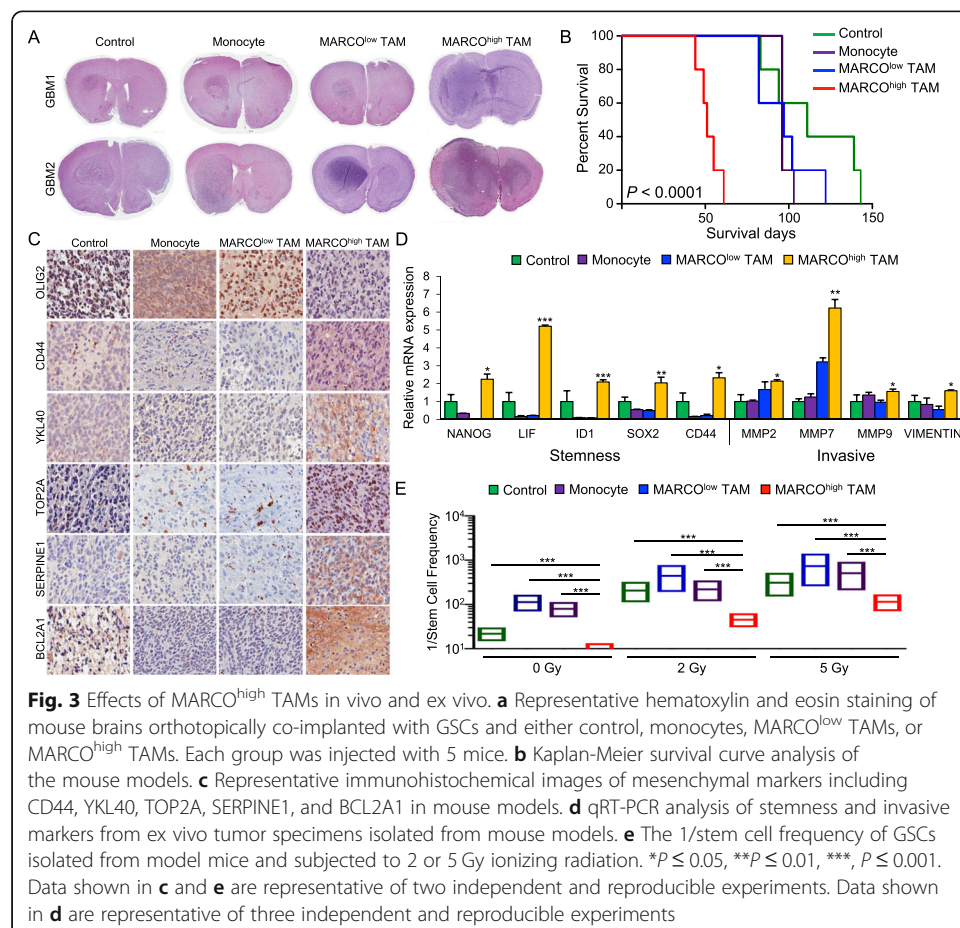 A
Control
Monocyte
MARCOlow TAM
MARCOhigh TAM
GBM1
GBM2
B
Control
Monocyte
MARCOlow TAM
MARCOhigh TAM
Percent Survival
100
80
60
40
20
0
P < 0.0001
50
100
150
Survival days
C
Control
Monocyte
MARCOlow TAM
MARCOhigh TAM
OLIG2
CD44
YKL40
TOP2A
SERPINE1
BCL2A1
D
Control
Monocyte
MARCOlow TAM
MARCOhigh TAM
Relative mRNA expression
8
7
6
5
4
3
2
1
0
*
***
***
**
*
*
**
*
*
NANOG
LIF
ID1
SOX2
CD44
MMP2
MMP7
MMP9
VIMENTIN
Stemness
Invasive
E
Control
Monocyte
MARCOlow TAM
MARCOhigh TAM
1/Stem Cell Frequency
10^4
10^3
10^2
10^1
***
***
***
***
***
***
***
***
***
0 Gy
2 Gy
5 Gy
Fig. 3 Effects of MARCOhigh TAMs in vivo and ex vivo. a Representative hematoxylin and eosin staining of
mouse brains orthotopically co-implanted with GSCs and either control, monocytes, MARCOlow TAMs, or
MARCOhigh TAMs. Each group was injected with 5 mice. b Kaplan-Meier survival curve analysis of
the mouse models. c Representative immunohistochemical images of mesenchymal markers including
CD44, YKL40, TOP2A, SERPINE1, and BCL2A1 in mouse models. d qRT-PCR analysis of stemness and invasive
markers from ex vivo tumor specimens isolated from mouse models. e The 1/stem cell frequency of GSCs
isolated from model mice and subjected to 2 or 5 Gy ionizing radiation. *P ≤ 0.05, **P ≤ 0.01, ***, P ≤ 0.001.
Data shown in c and e are representative of two independent and reproducible experiments. Data shown
in d are representative of three independent and reproducible experiments